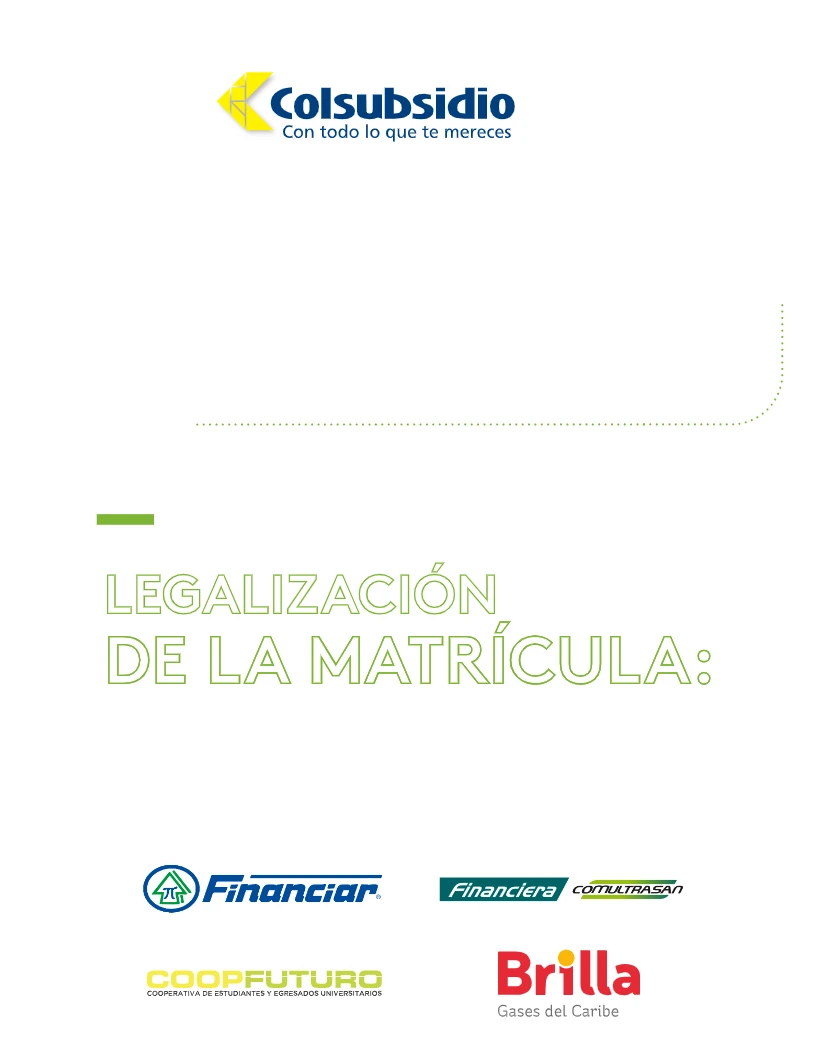 Colsubsidio
Con todo lo que te mereces
LEGALIZACIÓN
DE LA MATRÍCULA:
Financiar®
Financiera COMULTRASAN
COOPFUTURO
COOPERATIVA DE ESTUDIANTES Y EGRESADOS UNIVERSITARIOS
Brilla
Gases del Caribe